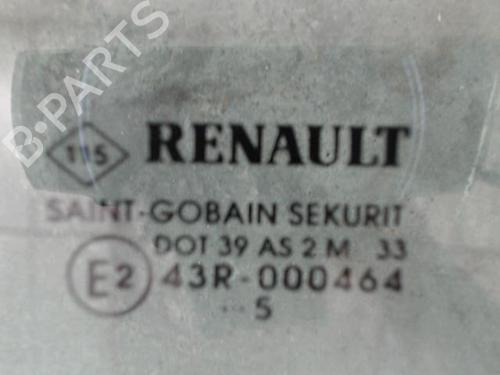 B-PARTS
115 RENAULT
SAINT-GOBAIN SEKURIT
DOT 39 AS 2 M 33
E2 43R-000464
·· 5